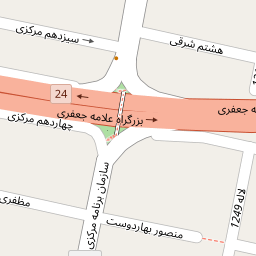 سیزدهم مرکزی
هشتم شرقی
24
بزرگراه علامه جعفری
ه جعفری
چهاردهم مرکزی
سازمان برنامه مرکزی
لاله 1249
مظفری
منصور بهاردوست